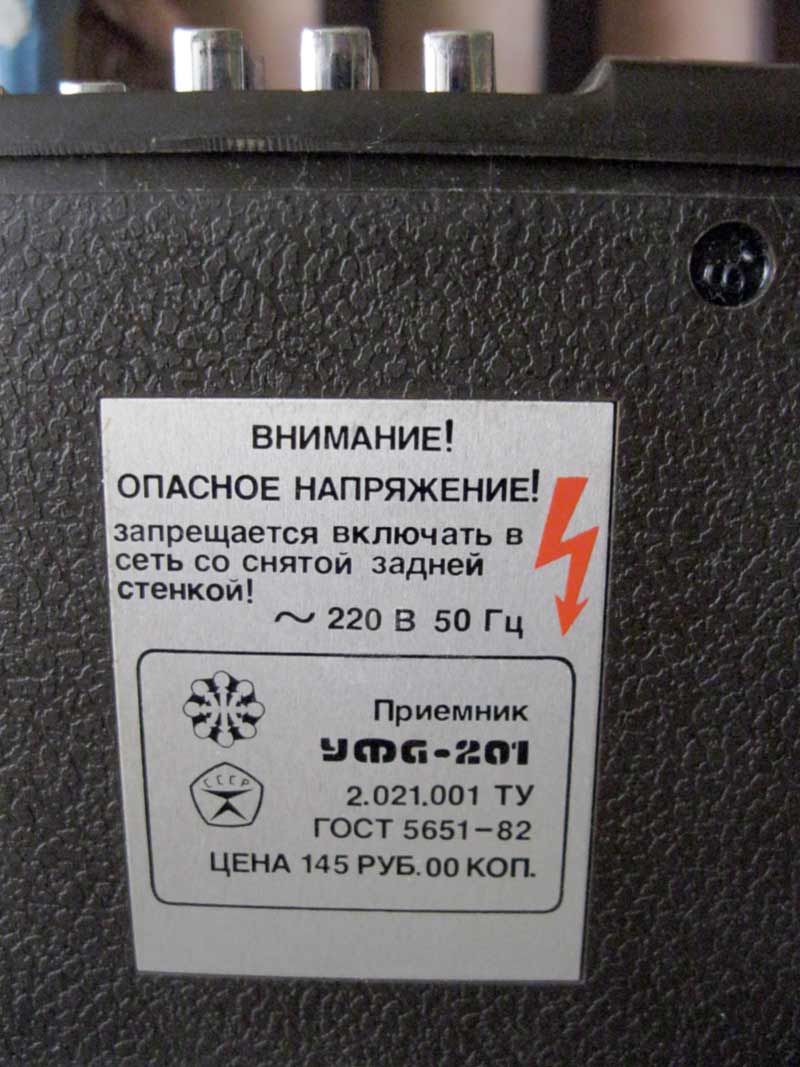 ВНИМАНИЕ!
ОПАСНОЕ НАПРЯЖЕНИЕ!
запрещается включать в
сеть со снятой задней
стенкой!
~ 220 В 50 Гц
Приемник
УФС-201
2.021.001 ТУ
СССР
ГОСТ 5651-82
ЦЕНА 145 РУБ.00 КОП.